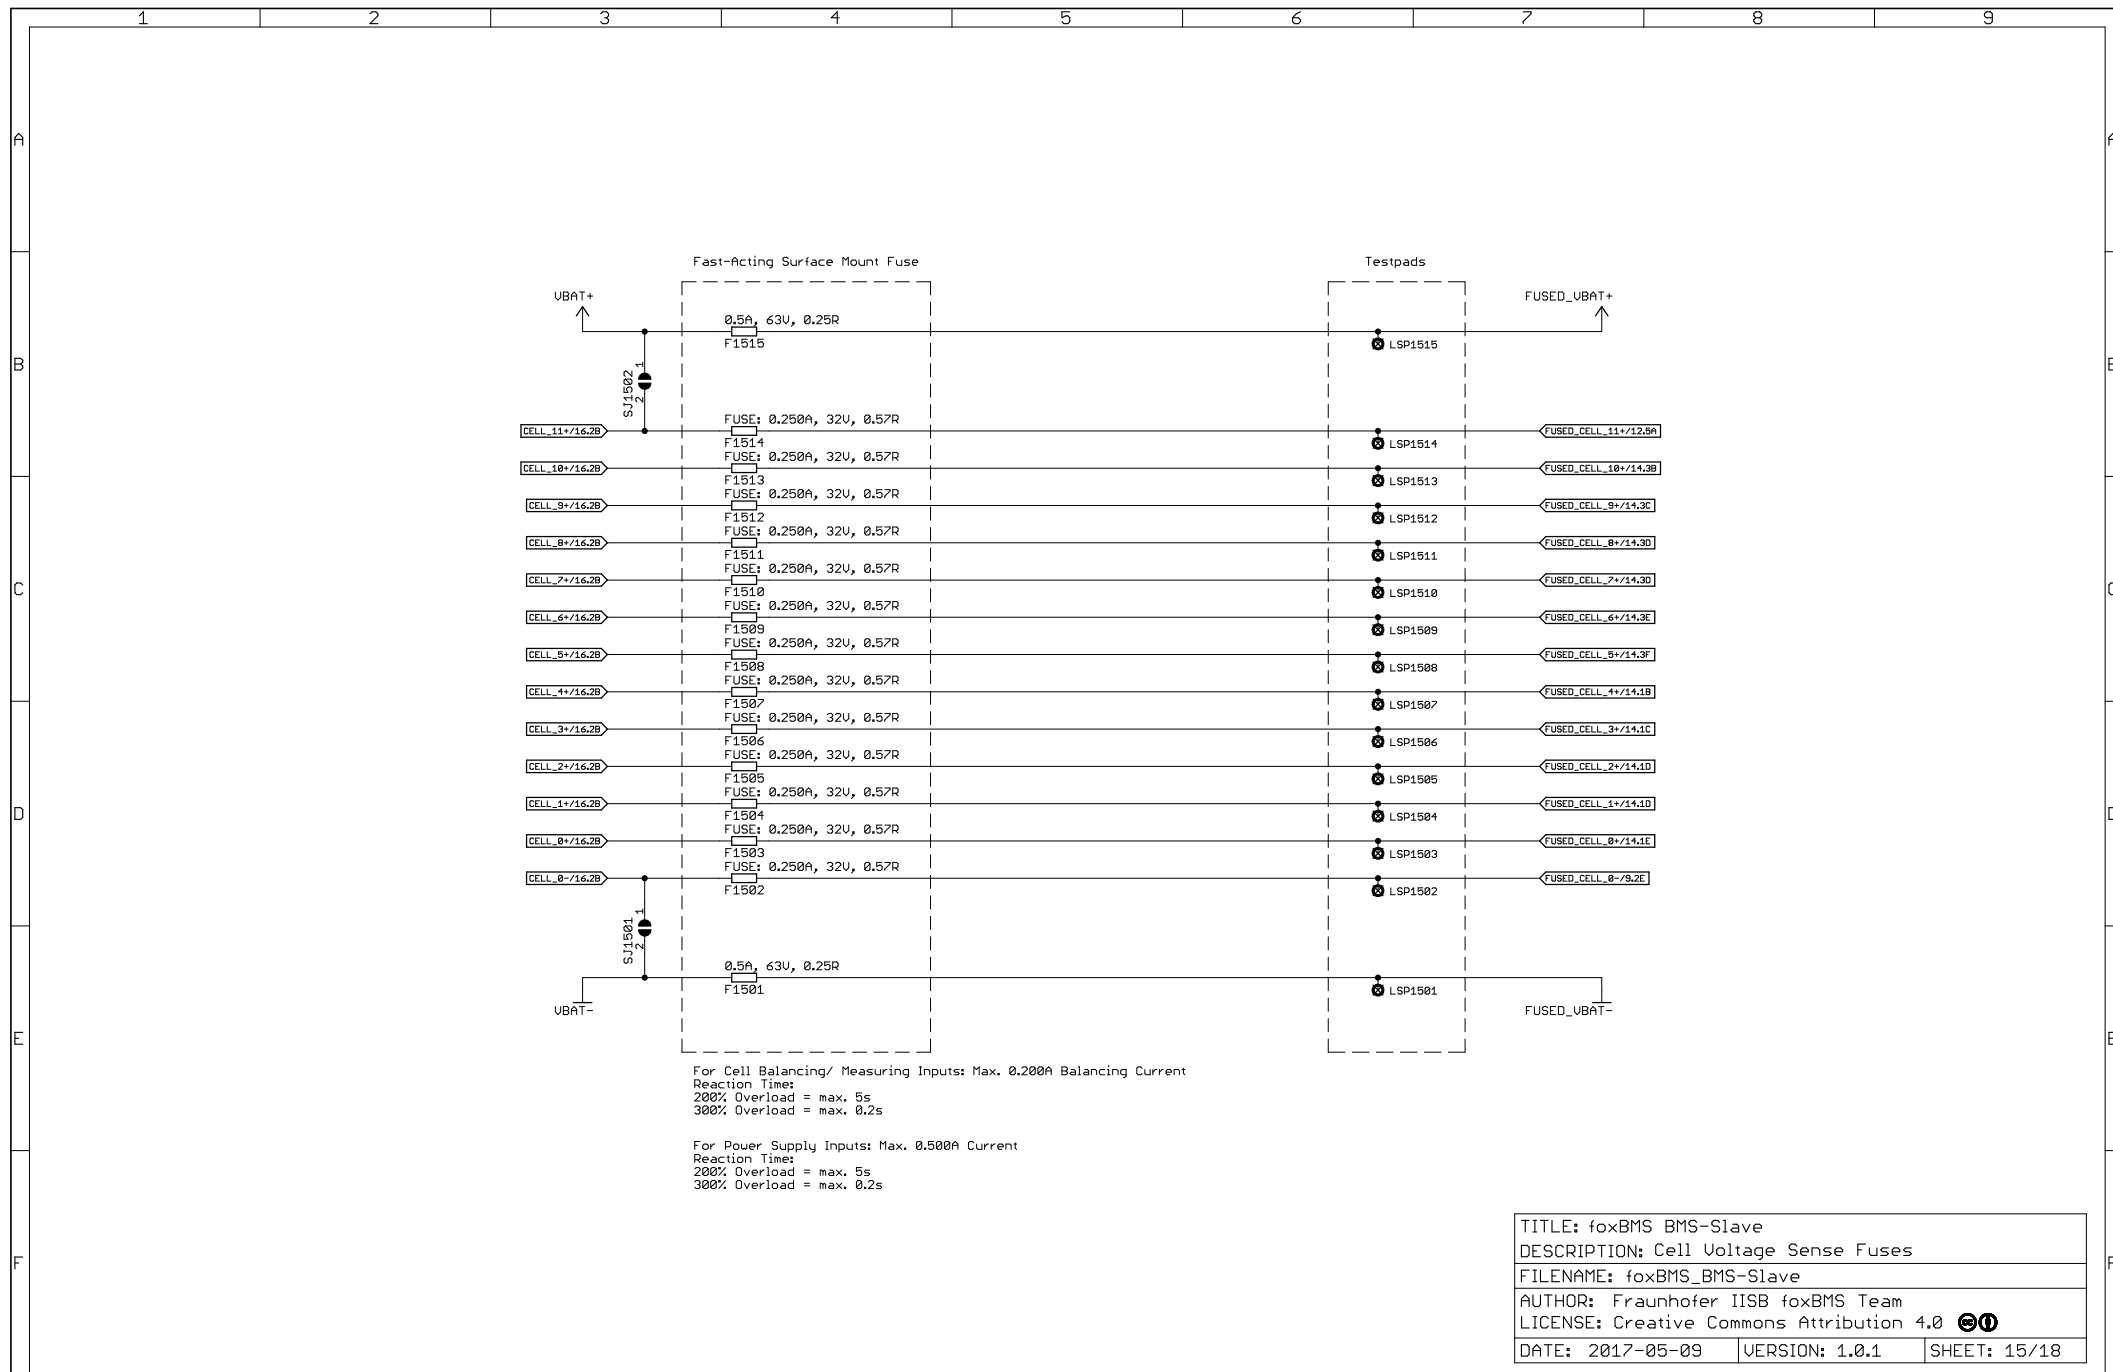 1 2 3 4 5 6 7 8 9
A A
Fast-Acting Surface Mount Fuse Testpads
VBAT+ FUSED_VBAT+
0.5A, 63V, 0.25R
F1515 LSP1515
B B
SJ1502 1 2
FUSE: 0.250A, 32V, 0.57R
CELL_11+/16.2B FUSED_CELL_11+/12.5A
F1514 LSP1514
FUSE: 0.250A, 32V, 0.57R
CELL_10+/16.2B FUSED_CELL_10+/14.3B
F1513 LSP1513
FUSE: 0.250A, 32V, 0.57R
CELL_9+/16.2B FUSED_CELL_9+/14.3C
F1512 LSP1512
FUSE: 0.250A, 32V, 0.57R
CELL_8+/16.2B FUSED_CELL_8+/14.3D
F1511 LSP1511
FUSE: 0.250A, 32V, 0.57R
CELL_7+/16.2B FUSED_CELL_7+/14.3D
C C
F1510 LSP1510
FUSE: 0.250A, 32V, 0.57R
CELL_6+/16.2B FUSED_CELL_6+/14.3E
F1509 LSP1509
FUSE: 0.250A, 32V, 0.57R
CELL_5+/16.2B FUSED_CELL_5+/14.3F
F1508 LSP1508
FUSE: 0.250A, 32V, 0.57R
CELL_4+/16.2B FUSED_CELL_4+/14.1B
F1507 LSP1507
FUSE: 0.250A, 32V, 0.57R
CELL_3+/16.2B FUSED_CELL_3+/14.1C
F1506 LSP1506
FUSE: 0.250A, 32V, 0.57R
CELL_2+/16.2B FUSED_CELL_2+/14.1D
F1505 LSP1505
FUSE: 0.250A, 32V, 0.57R
CELL_1+/16.2B FUSED_CELL_1+/14.1D
D D
F1504 LSP1504
FUSE: 0.250A, 32V, 0.57R
CELL_0+/16.2B FUSED_CELL_0+/14.1E
F1503 LSP1503
FUSE: 0.250A, 32V, 0.57R
CELL_0-/16.2B FUSED_CELL_0-/9.2E
F1502 LSP1502
SJ1501 1 2
0.5A, 63V, 0.25R
F1501 LSP1501
VBAT- FUSED_VBAT-
E E
For Cell Balancing/ Measuring Inputs: Max. 0.200A Balancing Current
Reaction Time:
200% Overload = max. 5s
300% Overload = max. 0.2s
For Power Supply Inputs: Max. 0.500A Current
Reaction Time:
200% Overload = max. 5s
300% Overload = max. 0.2s
TITLE: foxBMS BMS-Slave
DESCRIPTION: Cell Voltage Sense Fuses
F F
FILENAME: foxBMS_BMS-Slave
AUTHOR: Fraunhofer IISB foxBMS Team
LICENSE: Creative Commons Attribution 4.0 cc
DATE: 2017-05-09 VERSION: 1.0.1 SHEET: 15/18